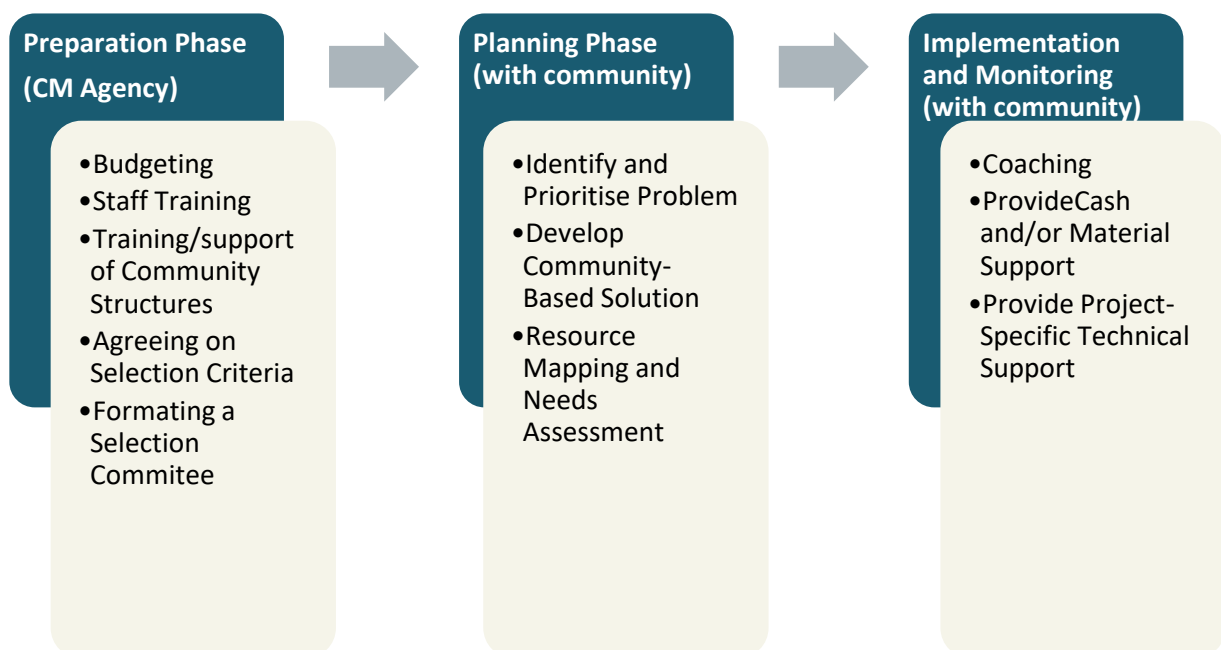 Preparation Phase
(CM Agency)
•Budgeting
•Staff Training
•Training/support
of Community
Structures
•Agreeing on
Selection Criteria
•Formating a
Selection
Commitee
Planning Phase
(with community)
•Identify and
Prioritise Problem
•Develop
Community-
Based Solution
•Resource
Mapping and
Needs
Assessment
Implementation
and Monitoring
(with community)
•Coaching
•ProvideCash
and/or Material
Support
•Provide Project-
Specific Technical
Support